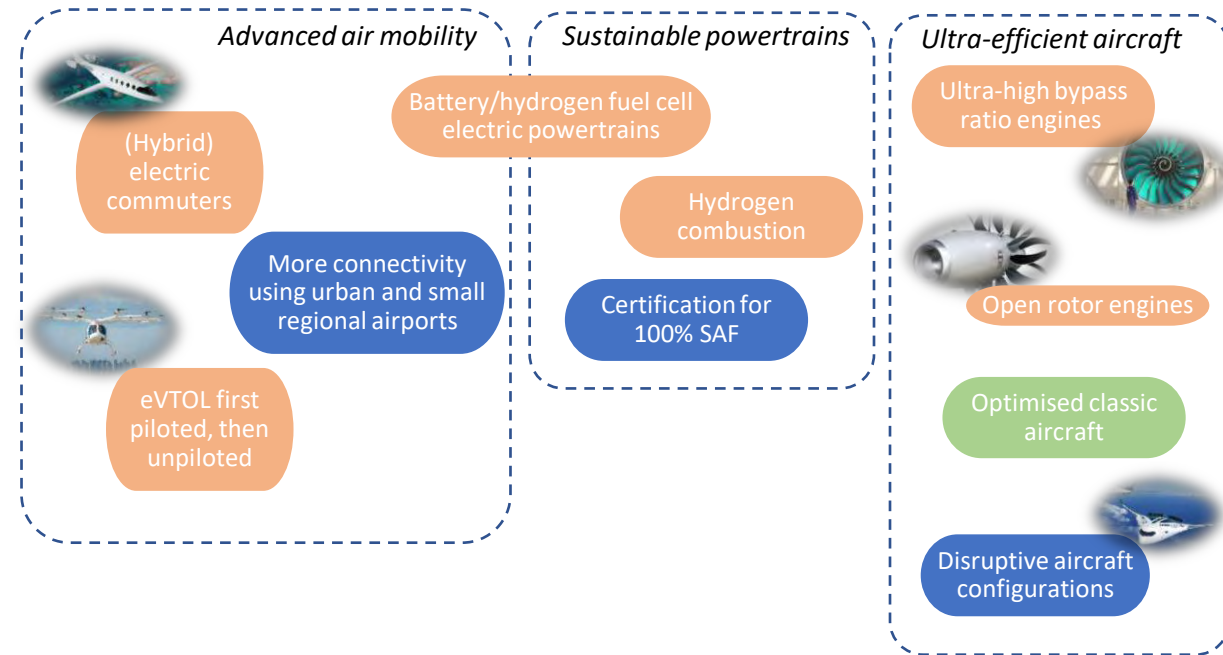 Advanced air mobility
(Hybrid)
electric
commuters
More connectivity
using urban and small
regional airports
eVTOL first
piloted, then
unpiloted
Battery/hydrogen fuel cell
electric powertrains
Sustainable powertrains
Hydrogen
combustion
Certification for
100% SAF
Ultra-efficient aircraft
Ultra-high bypass
ratio engines
Open rotor engines
Optimised classic
aircraft
Disruptive aircraft
configurations